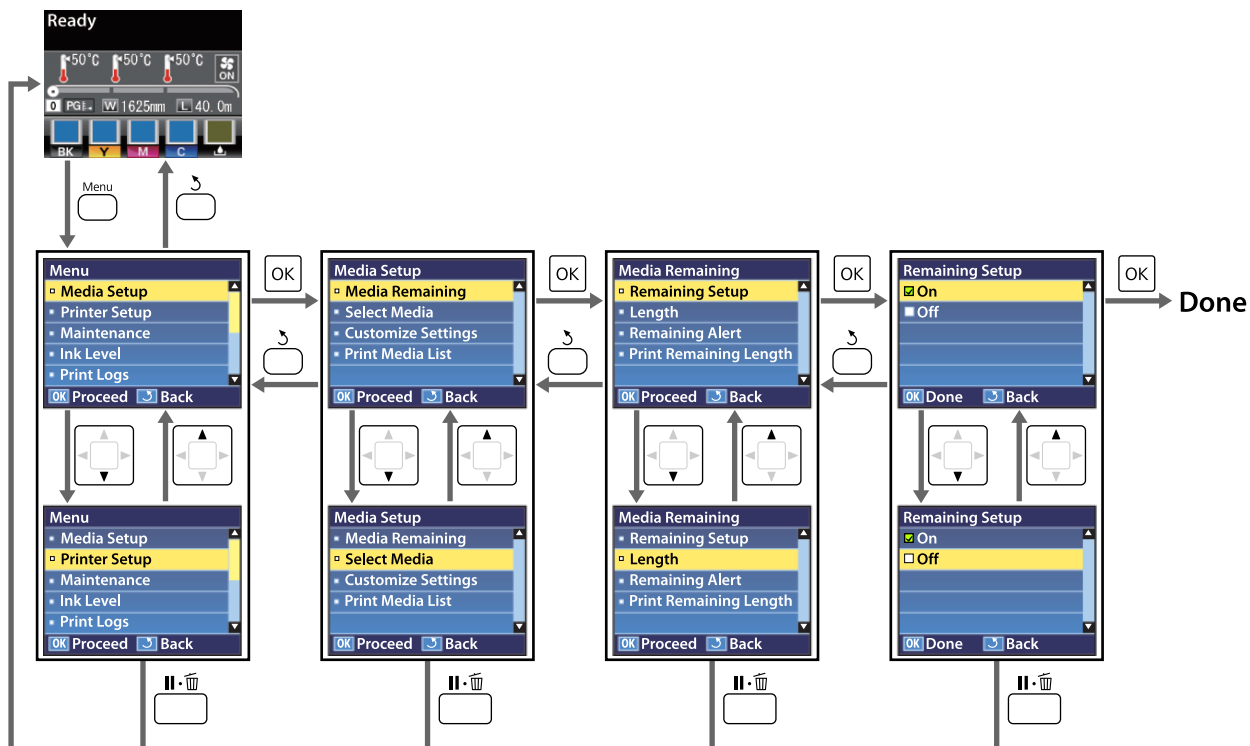 Ready
50°C 50°C 50°C
ON
0 PG W 1625mm L 40.0m
BK Y M C
Menu
Menu
Media Setup
Printer Setup
Maintenance
Ink Level
Print Logs
OK Proceed Back
OK
Media Setup
Media Remaining
Select Media
Customize Settings
Print Media List
OK Proceed Back
OK
Media Remaining
Remaining Setup
Length
Remaining Alert
Print Remaining Length
OK Proceed Back
OK
Remaining Setup
On
Off
OK Done Back
OK
Done
Menu
Media Setup
Printer Setup
Maintenance
Ink Level
Print Logs
OK Proceed Back
Media Setup
Media Remaining
Select Media
Customize Settings
Print Media List
OK Proceed Back
Media Remaining
Remaining Setup
Length
Remaining Alert
Print Remaining Length
OK Proceed Back
Remaining Setup
On
Off
OK Done Back